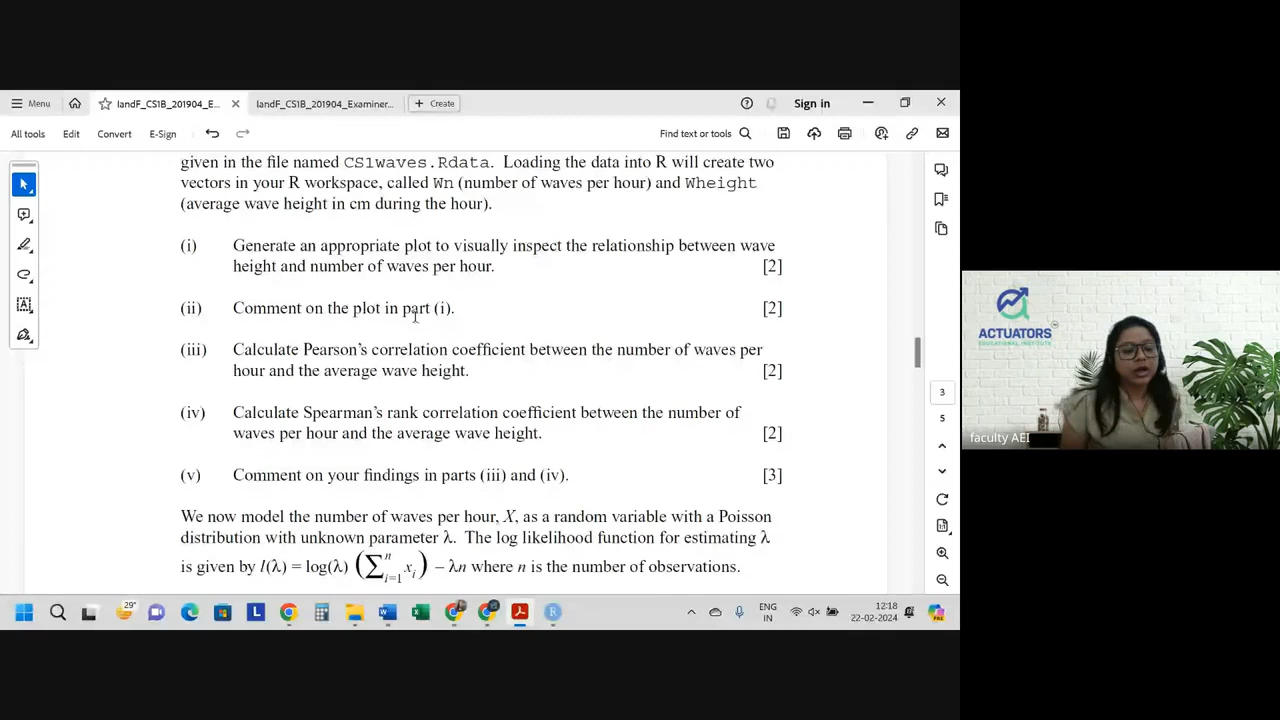 Menu
landF_CS1B_201904_E...
landF_CS1B_201904_Examiner...
Create
Sign in
All tools
Edit
Convert
E-Sign
Find text or tools
given in the file named CS1waves.Rdata. Loading the data into R will create two
vectors in your R workspace, called Wn (number of waves per hour) and Wheight
(average wave height in cm during the hour).
(i) Generate an appropriate plot to visually inspect the relationship between wave
height and number of waves per hour. [2]
(ii) Comment on the plot in part (i). [2]
(iii) Calculate Pearson's correlation coefficient between the number of waves per
hour and the average wave height. [2]
(iv) Calculate Spearman's rank correlation coefficient between the number of
waves per hour and the average wave height. [2]
(v) Comment on your findings in parts (iii) and (iv). [3]
We now model the number of waves per hour, X, as a random variable with a Poisson
distribution with unknown parameter λ. The log likelihood function for estimating λ
is given by l(λ) = log(λ) (∑ⁿᵢ₌₁ xᵢ) – λn where n is the number of observations.
3
5
ACTUATORS
EDUCATIONAL INSTITUTE
faculty AEI
29°
ENG
IN
12:18
22-02-2024